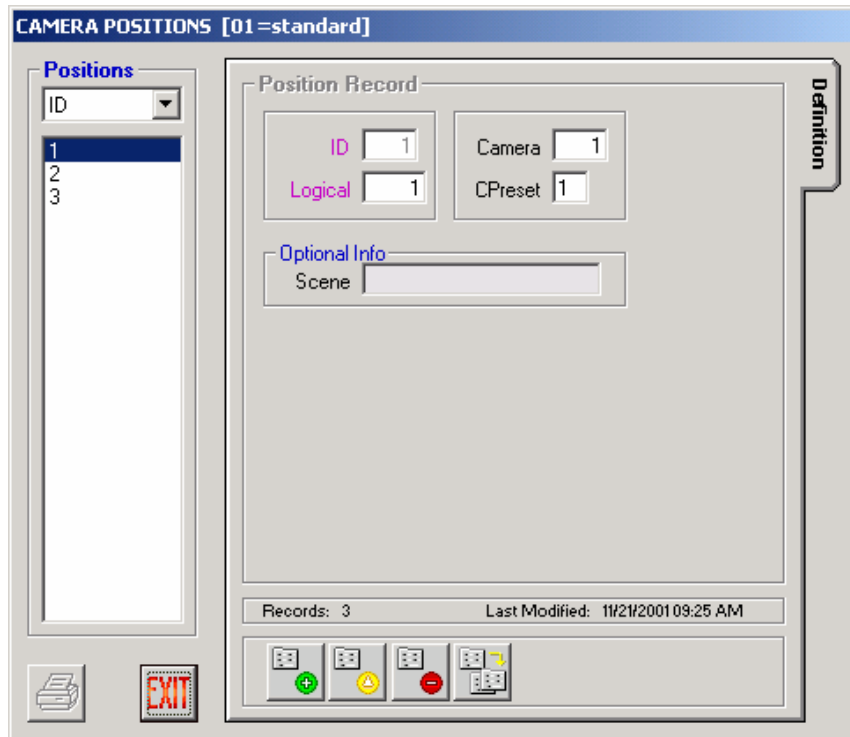 CAMERA POSITIONS [01=standard]
Positions
ID
1
2
3
Position Record
ID 1
Logical 1
Camera 1
CPreset 1
Optional Info
Scene
Definition
Records: 3 Last Modified: 11/21/2001 09:25 AM
EXIT